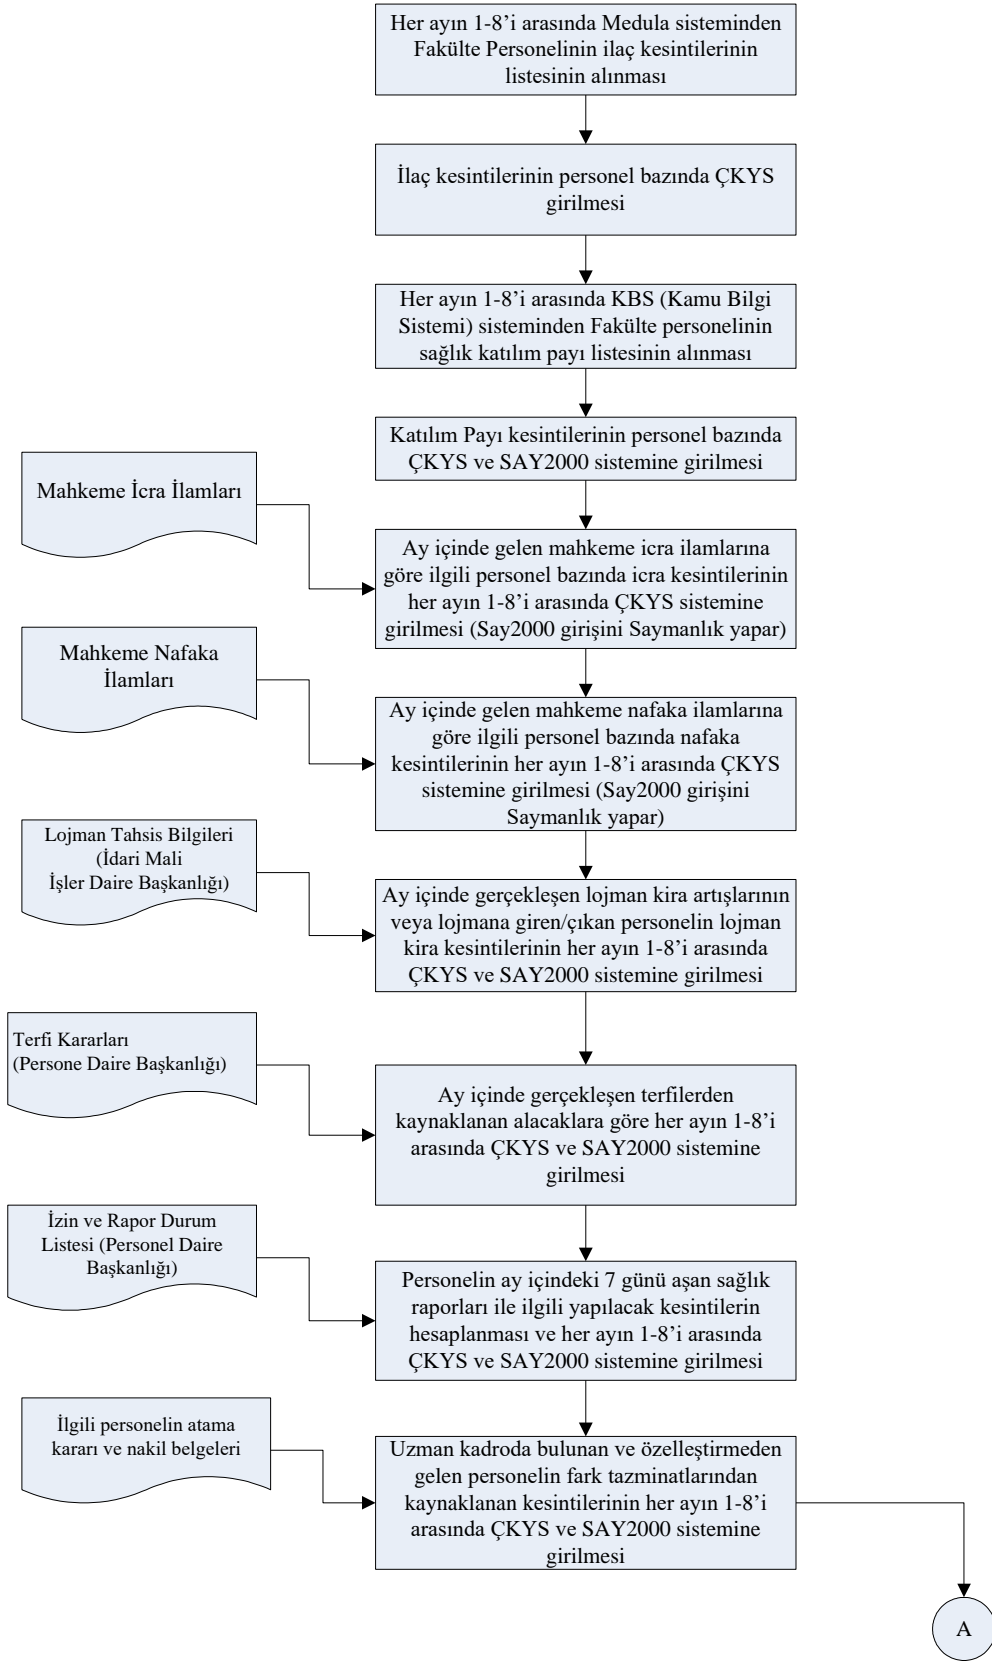 Her ayın 1-8’i arasında Medula sisteminden
Fakülte Personelinin ilaç kesintilerinin
listesinin alınması
İlaç kesintilerinin personel bazında ÇKYS
girilmesi
Her ayın 1-8’i arasında KBS (Kamu Bilgi
Sistemi) sisteminden Fakülte personelinin
sağlık katılım payı listesinin alınması
Katılım Payı kesintilerinin personel bazında
ÇKYS ve SAY2000 sistemine girilmesi
Mahkeme İcra İlamları
Ay içinde gelen mahkeme icra ilamlarına
göre ilgili personel bazında icra kesintilerinin
her ayın 1-8’i arasında ÇKYS sistemine
girilmesi (Say2000 girişini Saymanlık yapar)
Mahkeme Nafaka
İlamları
Ay içinde gelen mahkeme nafaka ilamlarına
göre ilgili personel bazında nafaka
kesintilerinin her ayın 1-8’i arasında ÇKYS
sistemine girilmesi (Say2000 girişini
Saymanlık yapar)
Lojman Tahsis Bilgileri
(İdari Mali
İşler Daire Başkanlığı)
Ay içinde gerçekleşen lojman kira artışlarının
veya lojmana giren/çıkan personelin lojman
kira kesintilerinin her ayın 1-8’i arasında
ÇKYS ve SAY2000 sistemine girilmesi
Terfi Kararları
(Persone Daire Başkanlığı)
Ay içinde gerçekleşen terfilerden
kaynaklanan alacaklara göre her ayın 1-8’i
arasında ÇKYS ve SAY2000 sistemine
girilmesi
İzin ve Rapor Durum
Listesi (Personel Daire
Başkanlığı)
Personelin ay içindeki 7 günü aşan sağlık
raporları ile ilgili yapılacak kesintilerin
hesaplanması ve her ayın 1-8’i arasında
ÇKYS ve SAY2000 sistemine girilmesi
İlgili personelin atama
kararı ve nakil belgeleri
Uzman kadroda bulunan ve özelleştirmeden
gelen personelin fark tazminatlarından
kaynaklanan kesintilerinin her ayın 1-8’i
arasında ÇKYS ve SAY2000 sistemine
girilmesi
A